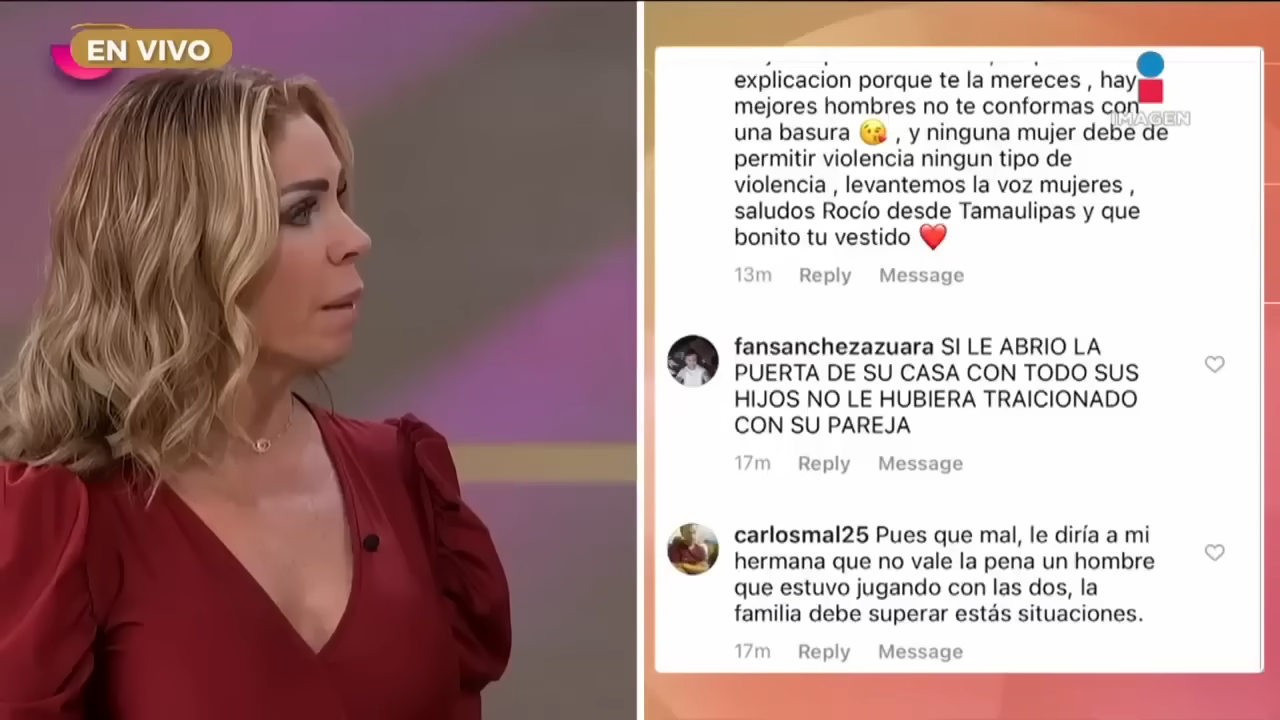 EN VIVO
explicacion porque te la mereces , hay
mejores hombres no te conformas con
una basura 😘 , y ninguna mujer debe de
permitir violencia ningun tipo de
violencia , levantemos la voz mujeres ,
saludos Rocío desde Tamaulipas y que
bonito tu vestido ❤️
13m Reply Message
fansanchezazuara SI LE ABRIO LA
PUERTA DE SU CASA CON TODO SUS
HIJOS NO LE HUBIERA TRAICIONADO
CON SU PAREJA
17m Reply Message
carlosmal25 Pues que mal, le diría a mi
hermana que no vale la pena un hombre
que estuvo jugando con las dos, la
familia debe superar estás situaciones.
17m Reply Message
IMAGEN